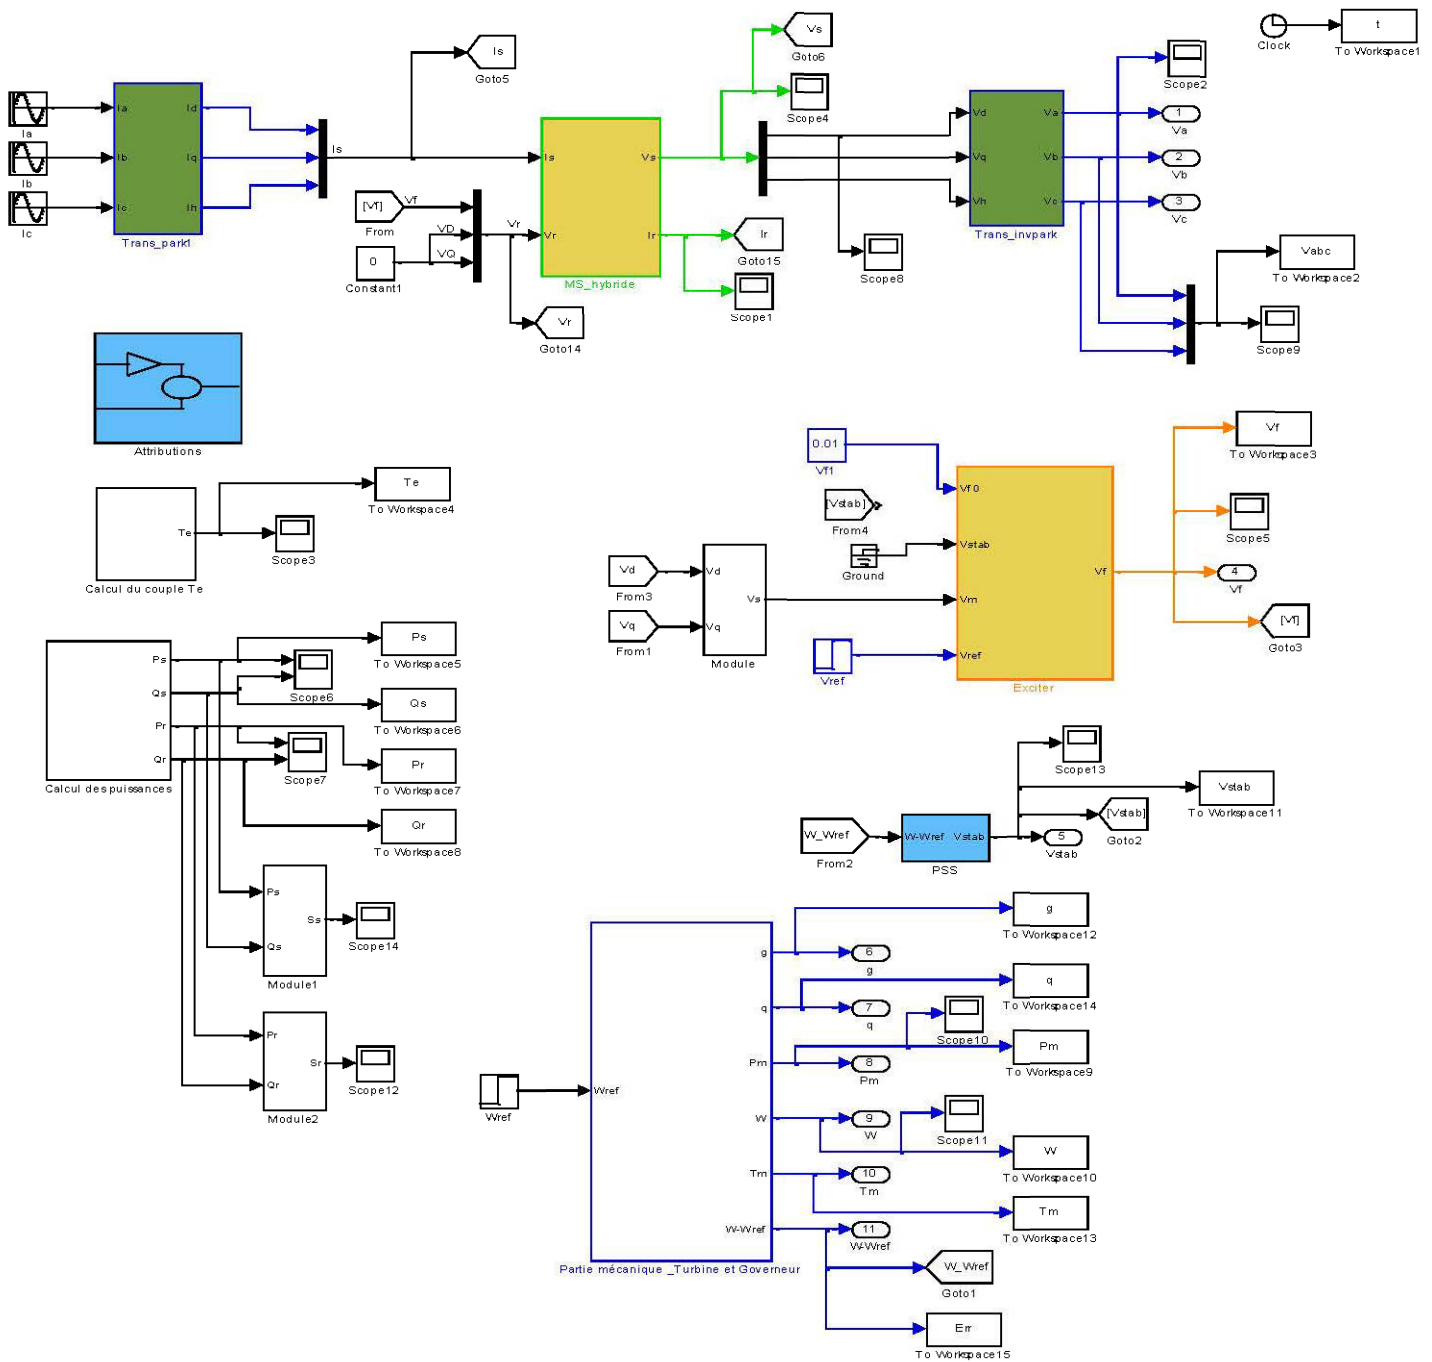 Ia
Ib
Ic
Ia
Ib
Ic
Id
Iq
Ih
Trans_park1
Is
Is
Goto5
[Vf]
From
Vf
0
Constant1
VD
VQ
Vr
Vr
Goto14
Is
Vr
Vs
Ir
MS_hybride
Vs
Goto6
Scope4
Ir
Goto15
Scope1
Scope8
Vd
Vq
Vh
Va
Vb
Vc
Trans_invpark
Clock
t
To Workspace1
Scope2
1
Va
2
Vb
3
Vc
Vabc
To Workspace2
Scope9
Attributions
Te
Calcul du couple Te
Te
To Workspace4
Scope3
0.01
Vf1
[Vstab]
From4
Ground
Vd
From3
Vq
From1
Vd
Vq
Vs
Module
Vref
Vf0
Vstab
Vm
Vref
Vf
Exciter
Vf
To Workspace3
Scope5
4
Vf
[Vf]
Goto3
Ps
Qs
Pr
Qr
Calcul des puissances
Ps
To Workspace5
Scope6
Qs
To Workspace6
Scope7
Pr
To Workspace7
Qr
To Workspace8
Ps
Qs
Ss
Module1
Scope14
Pr
Qr
Sr
Module2
Scope12
W_Wref
From2
W-Wref
Vstab
PSS
Scope13
Vstab
To Workspace11
[Vstab]
Goto2
5
Vstab
Wref
Wref
g
q
Pm
W
Tm
W-Wref
Partie mécanique _Turbine et Governeur
g
To Workspace12
6
g
q
To Workspace14
7
q
Scope10
Pm
To Workspace9
8
Pm
Scope11
9
W
W
To Workspace10
10
Tm
Tm
To Workspace13
11
W-Wref
W_Wref
Goto1
Err
To Workspace15